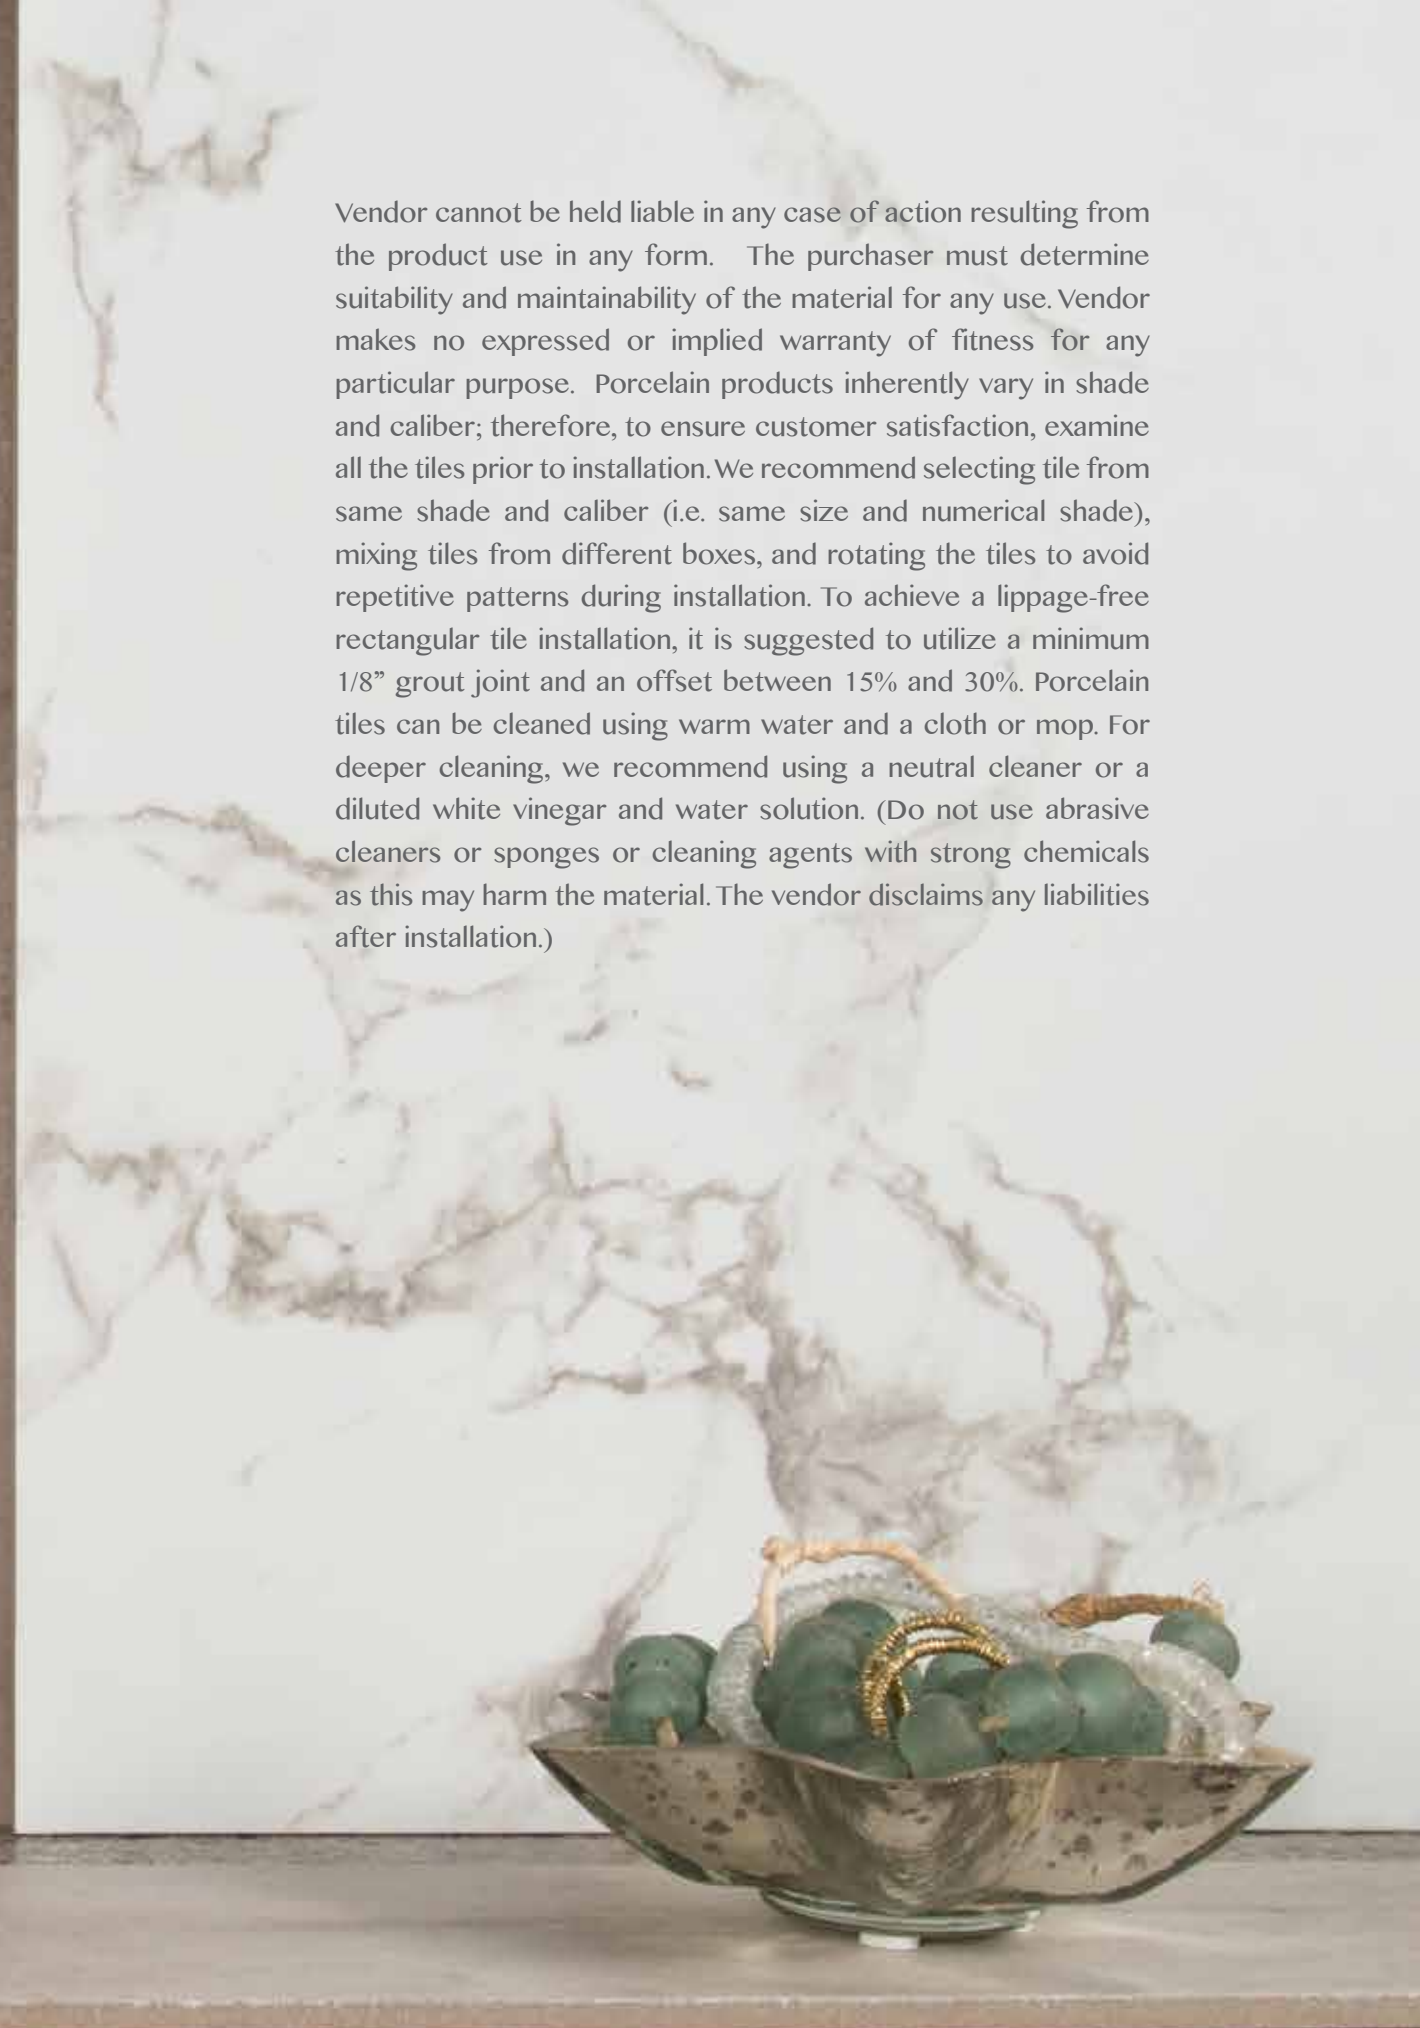 Vendor cannot be held liable in any case of action resulting from
the product use in any form. The purchaser must determine
suitability and maintainability of the material for any use. Vendor
makes no expressed or implied warranty of fitness for any
particular purpose. Porcelain products inherently vary in shade
and caliber; therefore, to ensure customer satisfaction, examine
all the tiles prior to installation. We recommend selecting tile from
same shade and caliber (i.e. same size and numerical shade),
mixing tiles from different boxes, and rotating the tiles to avoid
repetitive patterns during installation. To achieve a lippage-free
rectangular tile installation, it is suggested to utilize a minimum
1/8” grout joint and an offset between 15% and 30%. Porcelain
tiles can be cleaned using warm water and a cloth or mop. For
deeper cleaning, we recommend using a neutral cleaner or a
diluted white vinegar and water solution. (Do not use abrasive
cleaners or sponges or cleaning agents with strong chemicals
as this may harm the material. The vendor disclaims any liabilities
after installation.)